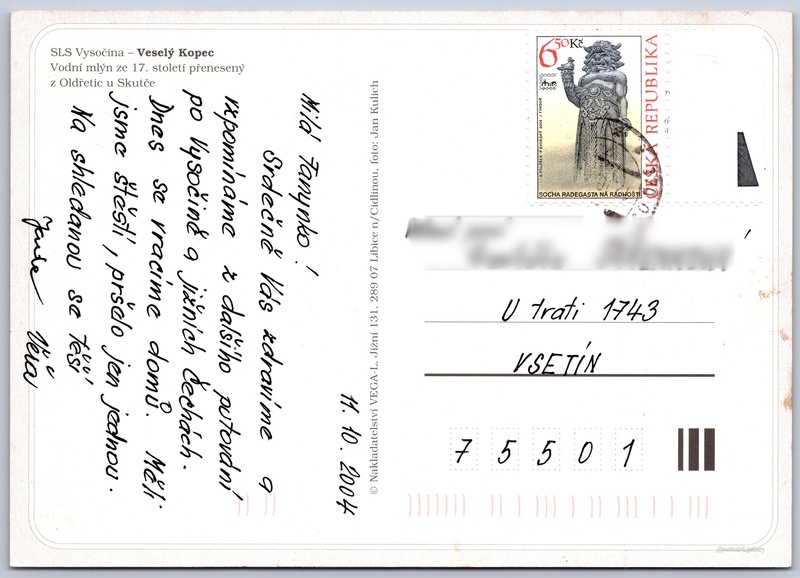 SLS Vysočina – Veselý Kopec
Vodní mlýn ze 17. století přenesený
z Oldřetic u Skutče
Milá Tanynko!
Srdečně Vás zdravíme a
vzpomínáme z dalšího putování
po Vysočině a jižních Čechách.
Dnes se vracíme domů. Měli
jsme štěstí, pršelo jen jednou.
Na shledanou se těší
Věra
11. 10. 2004
© Nakladatelství VEGA-L, Jižní 131, 289 07 Libice n/Cidlinou, foto: Jan Kulich
6,50 Kč
ČESKÁ REPUBLIKA
SOCHA RADEGASTA NA RADHOŠTI
U trati 1743
VSETÍN
7 5 5 0 1